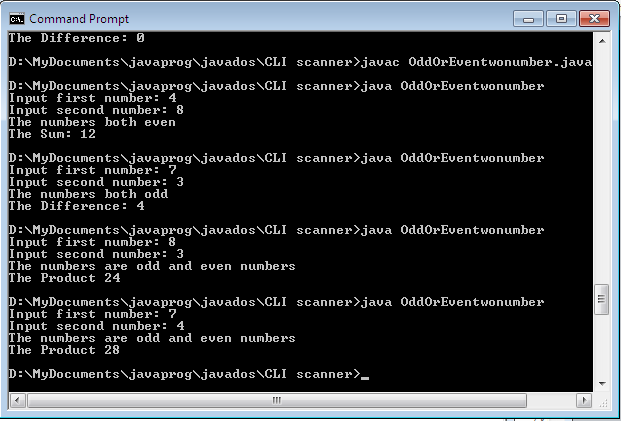 Command Prompt
The Difference: 0
D:\MyDocuments\javaprog\javados\CLI scanner>javac OddOrEventwonumber.java
D:\MyDocuments\javaprog\javados\CLI scanner>java OddOrEventwonumber
Input first number: 4
Input second number: 8
The numbers both even
The Sum: 12
D:\MyDocuments\javaprog\javados\CLI scanner>java OddOrEventwonumber
Input first number: 7
Input second number: 3
The numbers both odd
The Difference: 4
D:\MyDocuments\javaprog\javados\CLI scanner>java OddOrEventwonumber
Input first number: 8
Input second number: 3
The numbers are odd and even numbers
The Product 24
D:\MyDocuments\javaprog\javados\CLI scanner>java OddOrEventwonumber
Input first number: 7
Input second number: 4
The numbers are odd and even numbers
The Product 28
D:\MyDocuments\javaprog\javados\CLI scanner>_